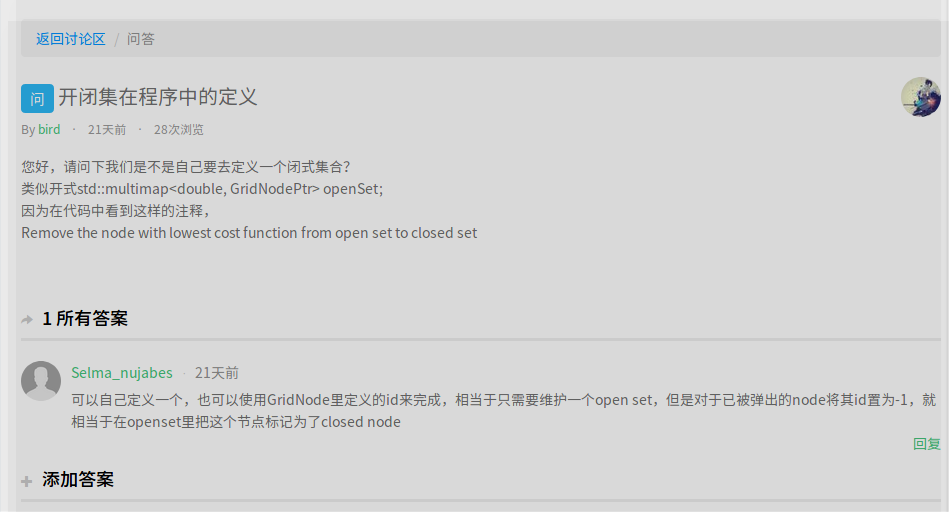 返回讨论区 / 问答
问 开闭集在程序中的定义
By bird · 21天前 · 28次浏览
您好，请问下我们是不是自己要去定义一个闭式集合？
类似开式std::multimap<double, GridNodePtr> openSet;
因为在代码中看到这样的注释，
Remove the node with lowest cost function from open set to closed set
1 所有答案
Selma_nujabes · 21天前
可以自己定义一个，也可以使用GridNode里定义的id来完成，相当于只需要维护一个open set，但是对于已被弹出的node将其id置为-1，就
相当于在openset里把这个节点标记为了closed node
回复
添加答案